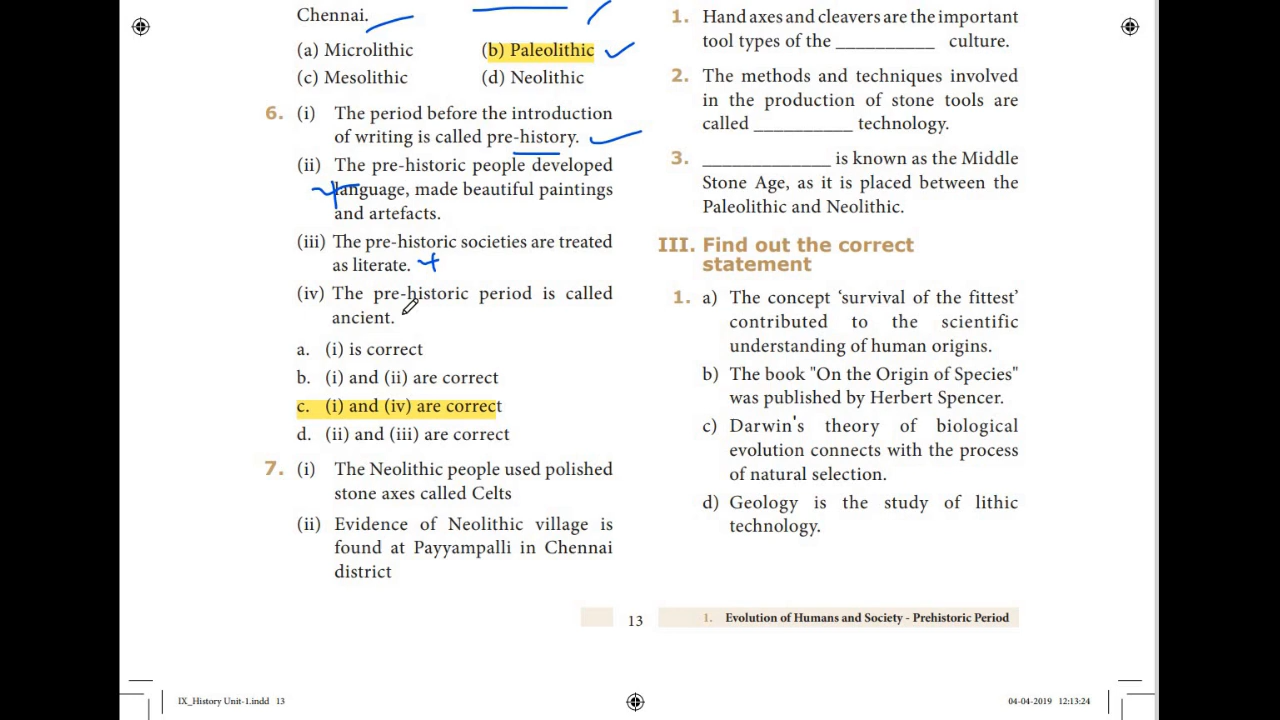 Chennai.
(a) Microlithic (b) Paleolithic
(c) Mesolithic (d) Neolithic
6. (i) The period before the introduction
of writing is called pre-history.
(ii) The pre-historic people developed
language, made beautiful paintings
and artefacts.
(iii) The pre-historic societies are treated
as literate.
(iv) The pre-historic period is called
ancient.
a. (i) is correct
b. (i) and (ii) are correct
c. (i) and (iv) are correct
d. (ii) and (iii) are correct
7. (i) The Neolithic people used polished
stone axes called Celts
(ii) Evidence of Neolithic village is
found at Payyampalli in Chennai
district
1. Hand axes and cleavers are the important
tool types of the __________ culture.
2. The methods and techniques involved
in the production of stone tools are
called __________ technology.
3. _____________ is known as the Middle
Stone Age, as it is placed between the
Paleolithic and Neolithic.
III. Find out the correct
statement
1. a) The concept ‘survival of the fittest’
contributed to the scientific
understanding of human origins.
b) The book "On the Origin of Species"
was published by Herbert Spencer.
c) Darwin's theory of biological
evolution connects with the process
of natural selection.
d) Geology is the study of lithic
technology.
13 1. Evolution of Humans and Society - Prehistoric Period
IX_History Unit-1.indd 13 04-04-2019 12:13:24